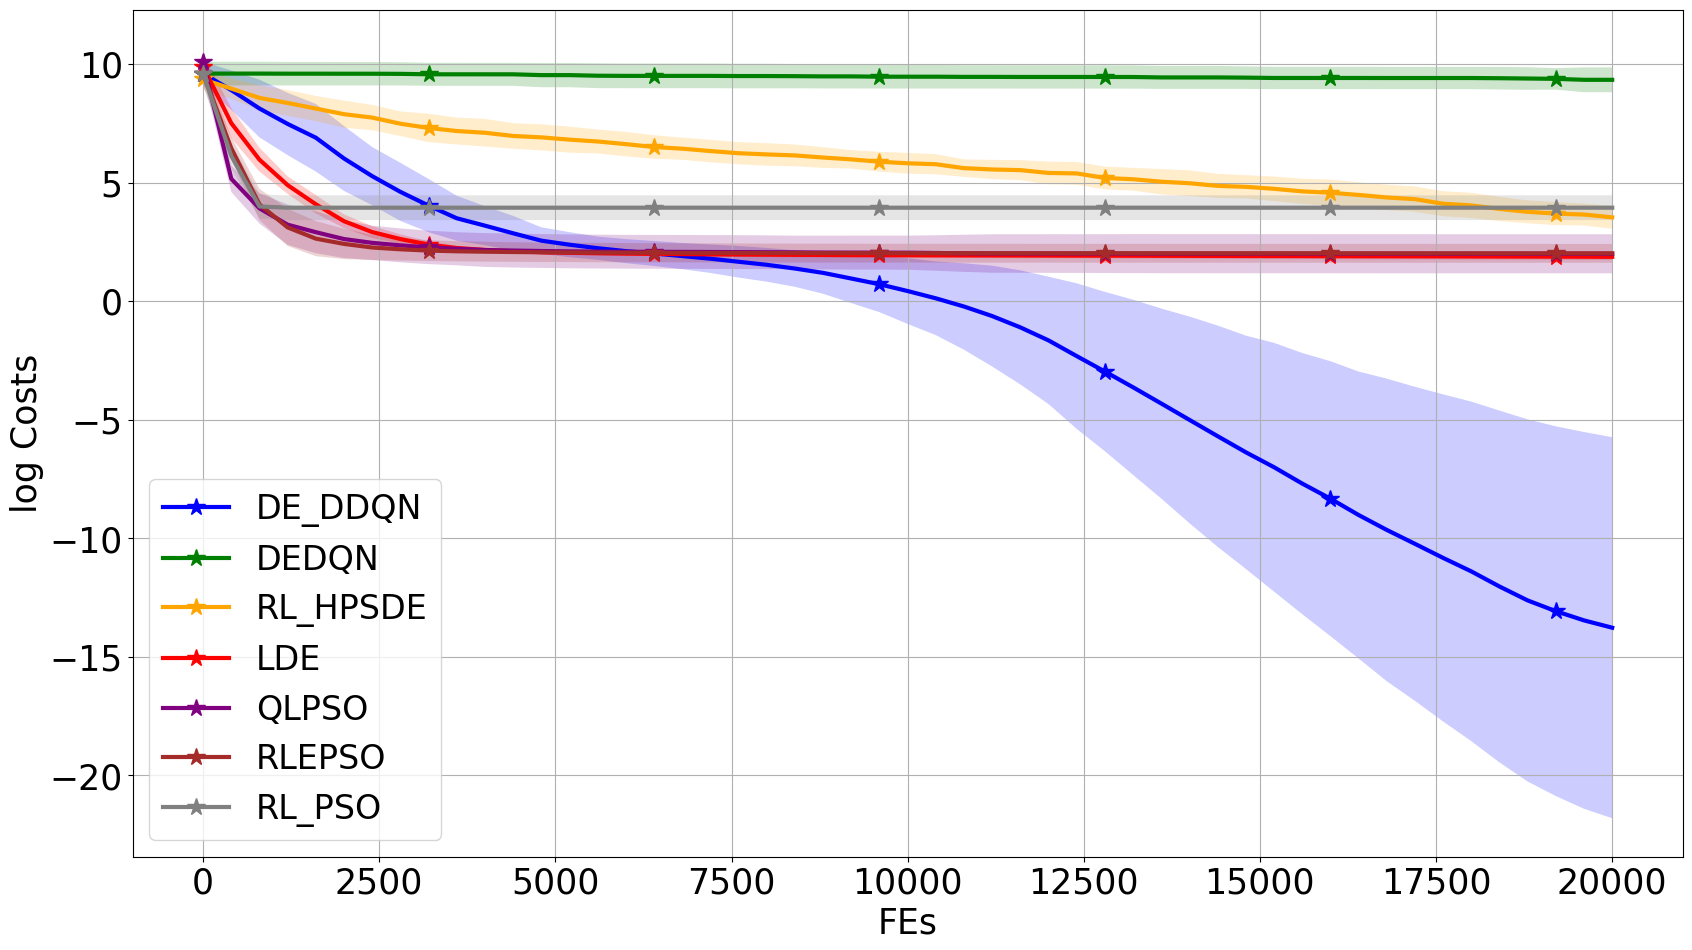 10
5
0
−5
−10
−15
−20
log Costs
DE_DDQN
DEDQN
RL_HPSDE
LDE
QLPSO
RLEPSO
RL_PSO
0 2500 5000 7500 10000 12500 15000 17500 20000
FEs